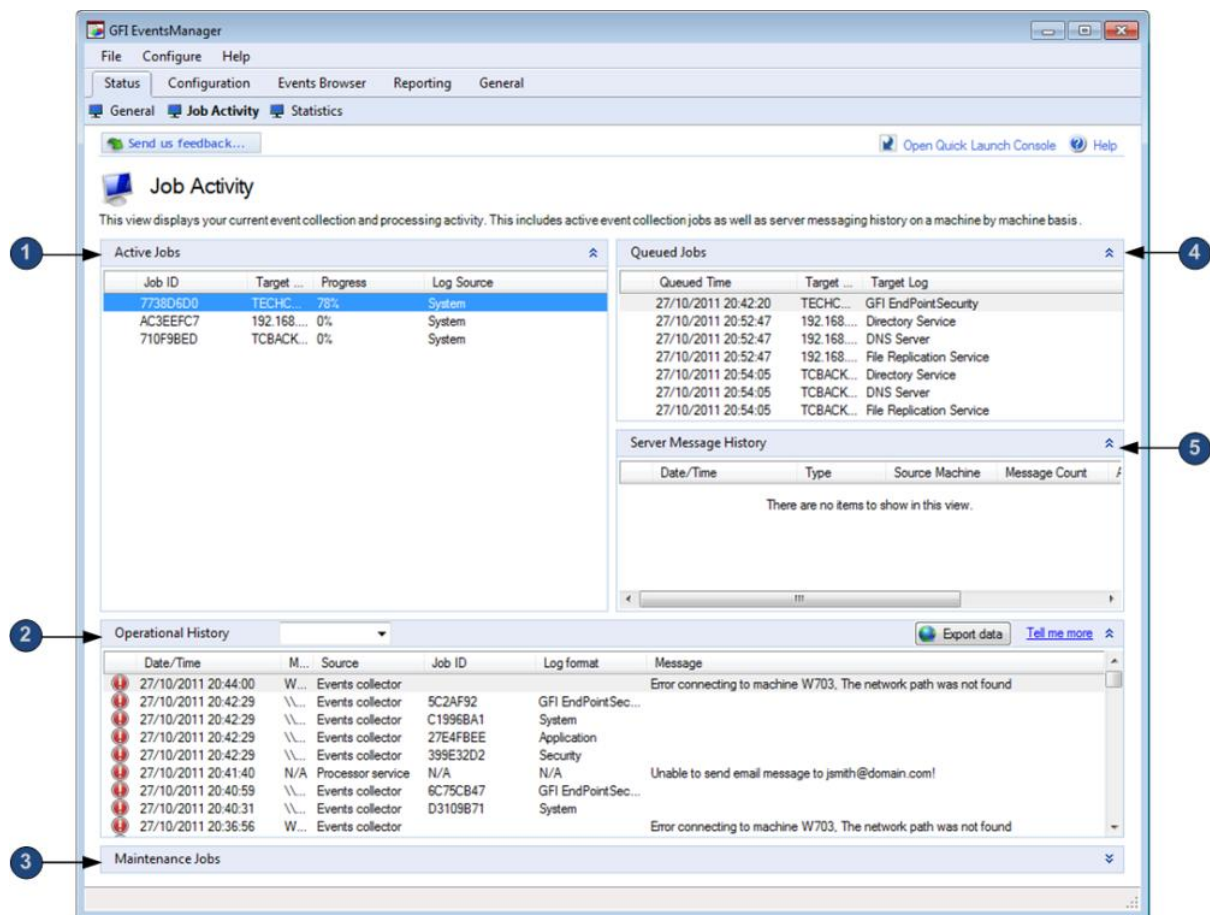 GFI EventsManager
File Configure Help
Status Configuration Events Browser Reporting General
General Job Activity Statistics
Send us feedback... Open Quick Launch Console Help
Job Activity
This view displays your current event collection and processing activity. This includes active event collection jobs as well as server messaging history on a machine by machine basis.
1 Active Jobs
Job ID Target ... Progress Log Source
7738D6D0 TECHC... 78% System
AC3EEFC7 192.168.... 0% System
710F9BED TCBACK... 0% System
Queued Jobs 4
Queued Time Target ... Target Log
27/10/2011 20:42:20 TECHC... GFI EndPointSecurity
27/10/2011 20:52:47 192.168.... Directory Service
27/10/2011 20:52:47 192.168.... DNS Server
27/10/2011 20:52:47 192.168.... File Replication Service
27/10/2011 20:54:05 TCBACK... Directory Service
27/10/2011 20:54:05 TCBACK... DNS Server
27/10/2011 20:54:05 TCBACK... File Replication Service
Server Message History 5
Date/Time Type Source Machine Message Count
There are no items to show in this view.
2 Operational History Export data Tell me more
Date/Time M... Source Job ID Log format Message
27/10/2011 20:44:00 W... Events collector Error connecting to machine W703, The network path was not found
27/10/2011 20:42:29 \\... Events collector 5C2AF92 GFI EndPointSec...
27/10/2011 20:42:29 \\... Events collector C1996BA1 System
27/10/2011 20:42:29 \\... Events collector 27E4FBEE Application
27/10/2011 20:42:29 \\... Events collector 399E32D2 Security
27/10/2011 20:41:40 N/A Processor service N/A N/A Unable to send email message to jsmith@domain.com!
27/10/2011 20:40:59 \\... Events collector 6C75CB47 GFI EndPointSec...
27/10/2011 20:40:31 \\... Events collector D3109B71 System
27/10/2011 20:36:56 W... Events collector Error connecting to machine W703, The network path was not found
3 Maintenance Jobs